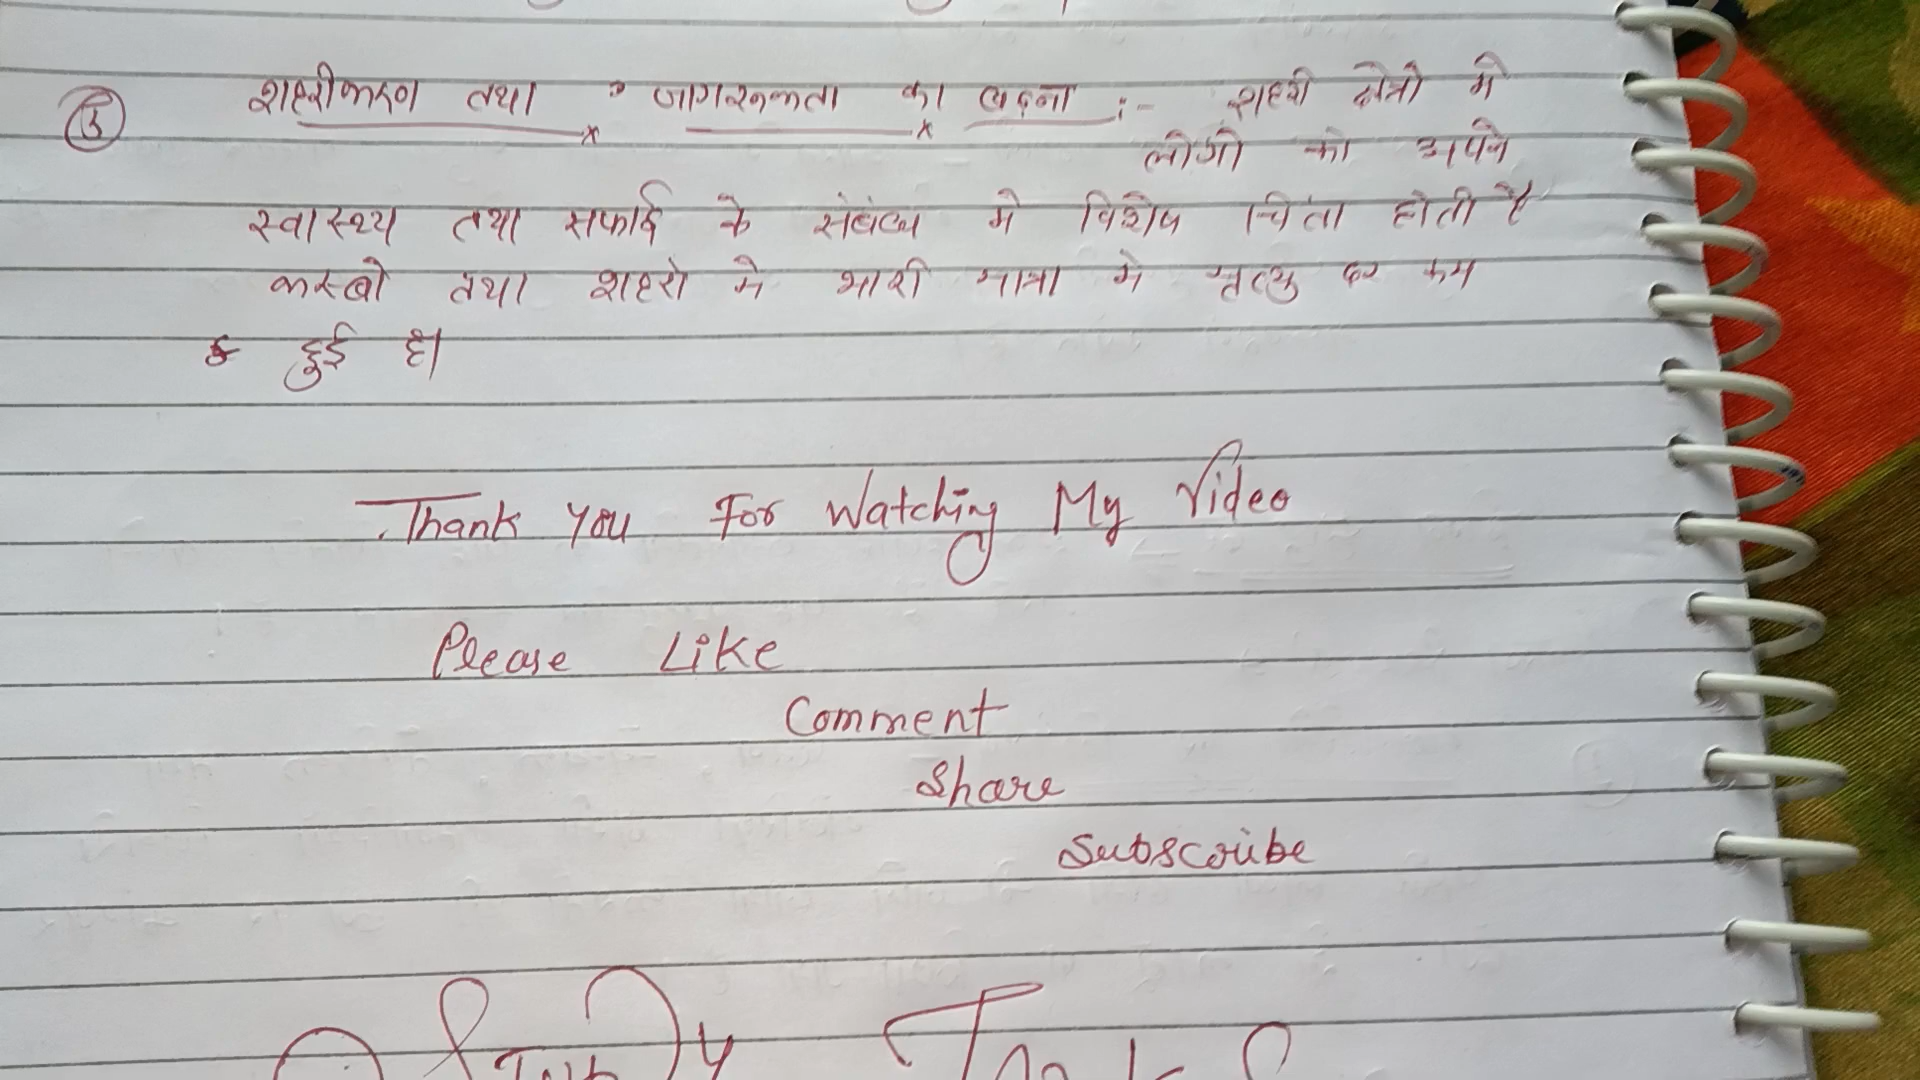 ⑤ शहरीकरण तथा जागरूकता का बढ़ना :- शहरी क्षेत्रो मे
लोगो को अपने
स्वास्थ्य तथा सफाई के संबंध मे विशेष चिंता होती है
कस्बो तथा शहरो मे भारी मात्रा मे मृत्यु दर कम
हुई है।
Thank You For Watching My Video
Please Like
Comment
Share
Subscribe